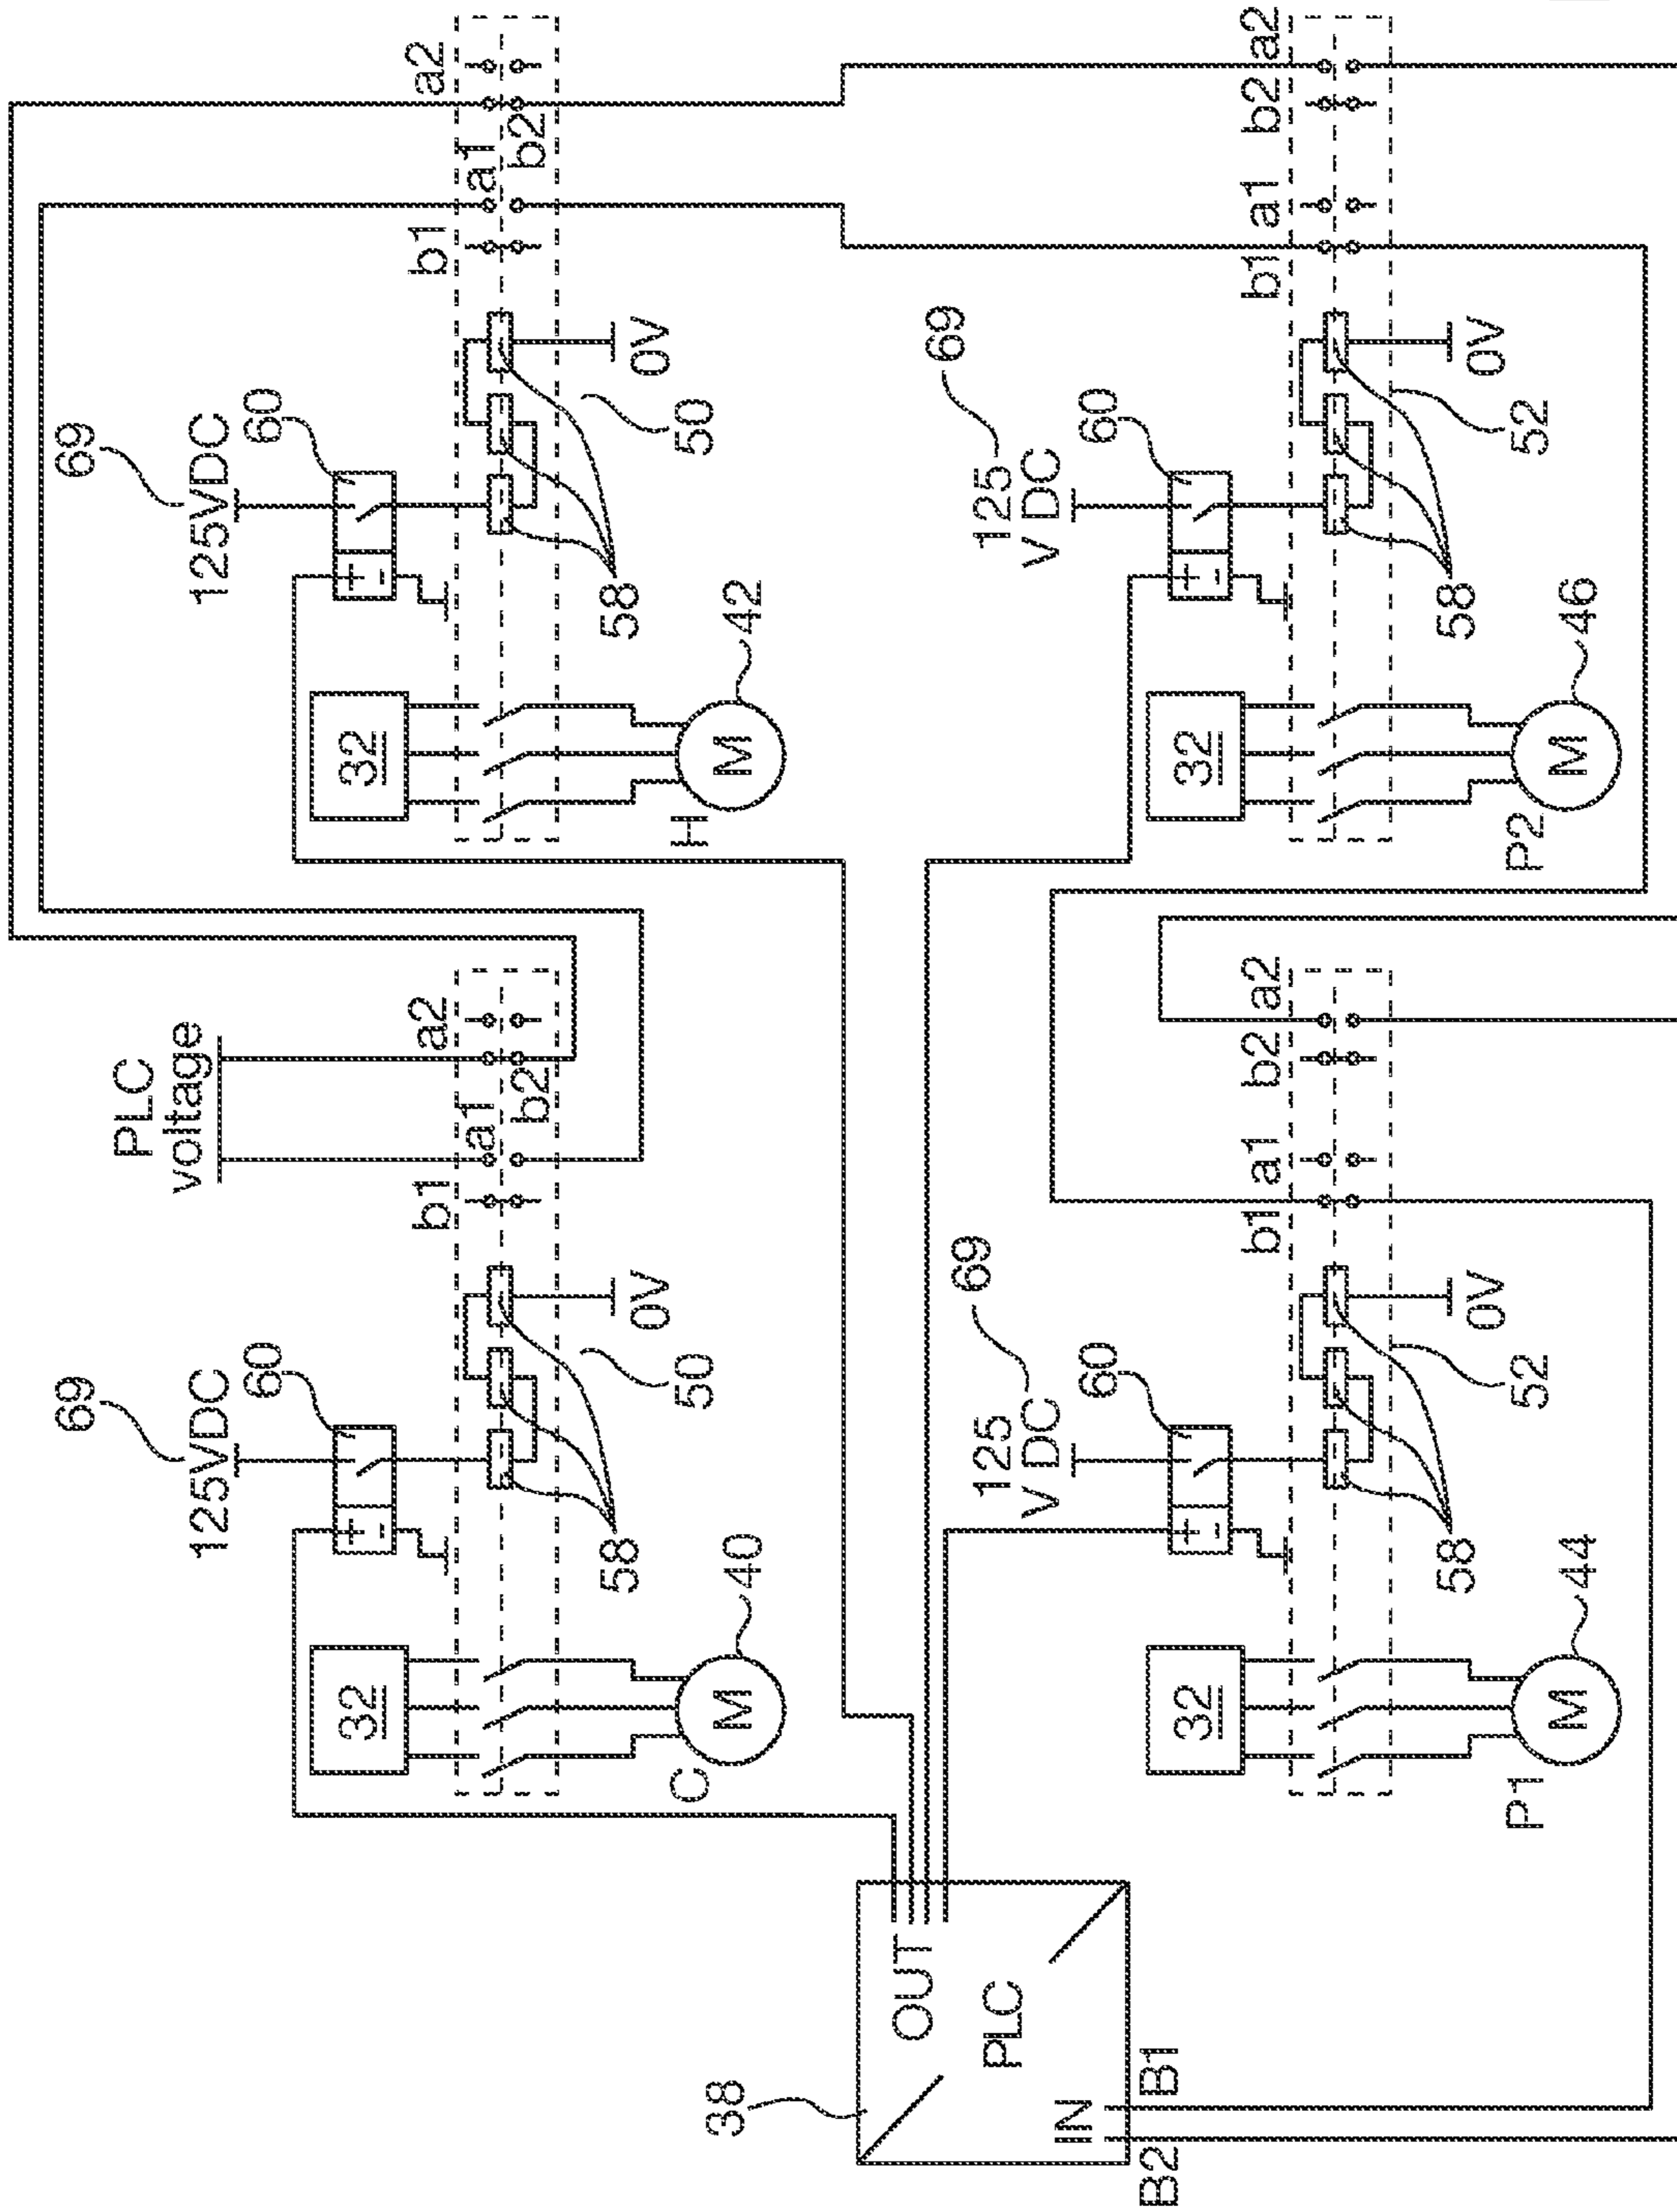 PLC
voltage
69
125VDC
60
b1
a1
b2
a2
32
58
50
0V
C
M
40
69
125VDC
60
b1
a1
b2
a2
32
58
50
0V
H
M
42
38
OUT
PLC
IN
B2
B1
69
125
V DC
60
b1
a1
b2
a2
32
58
52
0V
P1
M
44
69
125
V DC
60
b1
a1
b2
a2
32
58
52
0V
P2
M
46
+
-
+
-
+
-
+
-